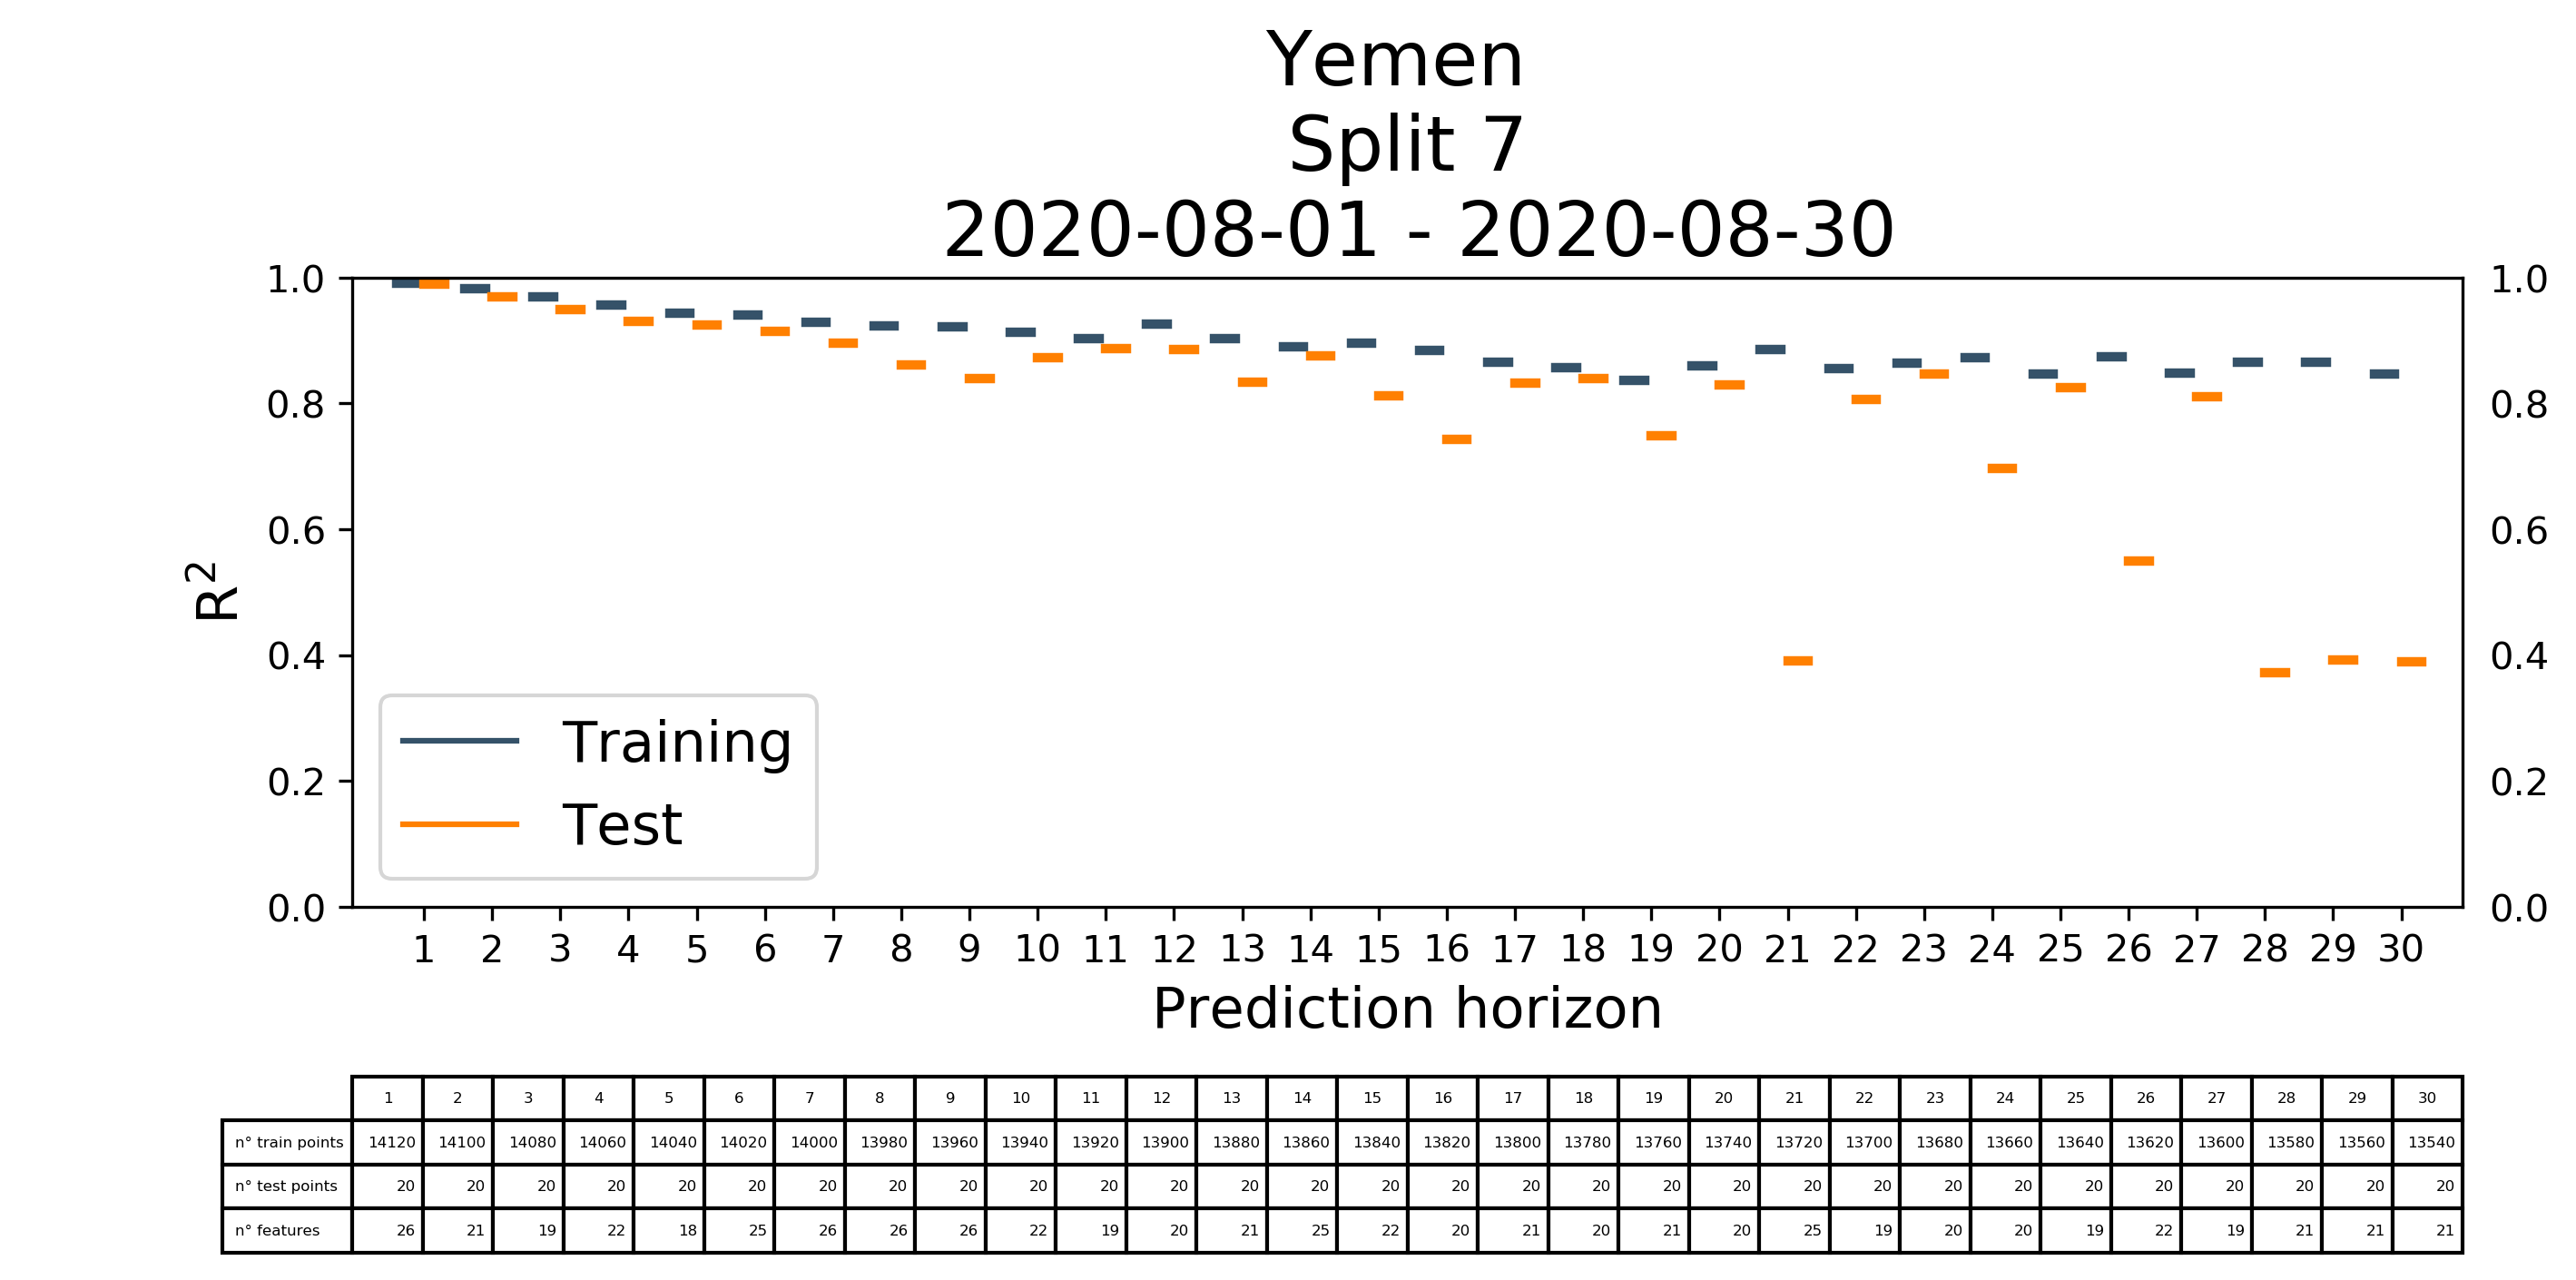 Yemen
Split 7
2020-08-01 - 2020-08-30
1.0 1.0
0.8 0.8
0.6 0.6
R²
0.4 0.4
Training
0.2 0.2
Test
0.0 0.0
1 2 3 4 5 6 7 8 9 10 11 12 13 14 15 16 17 18 19 20 21 22 23 24 25 26 27 28 29 30
Prediction horizon
1 2 3 4 5 6 7 8 9 10 11 12 13 14 15 16 17 18 19 20 21 22 23 24 25 26 27 28 29 30
n° train points 14120 14100 14080 14060 14040 14020 14000 13980 13960 13940 13920 13900 13880 13860 13840 13820 13800 13780 13760 13740 13720 13700 13680 13660 13640 13620 13600 13580 13560 13540
n° test points 20 20 20 20 20 20 20 20 20 20 20 20 20 20 20 20 20 20 20 20 20 20 20 20 20 20 20 20 20 20
n° features 26 21 19 22 18 25 26 26 26 22 19 20 21 25 22 20 21 20 21 20 25 19 20 20 19 22 19 21 21 21